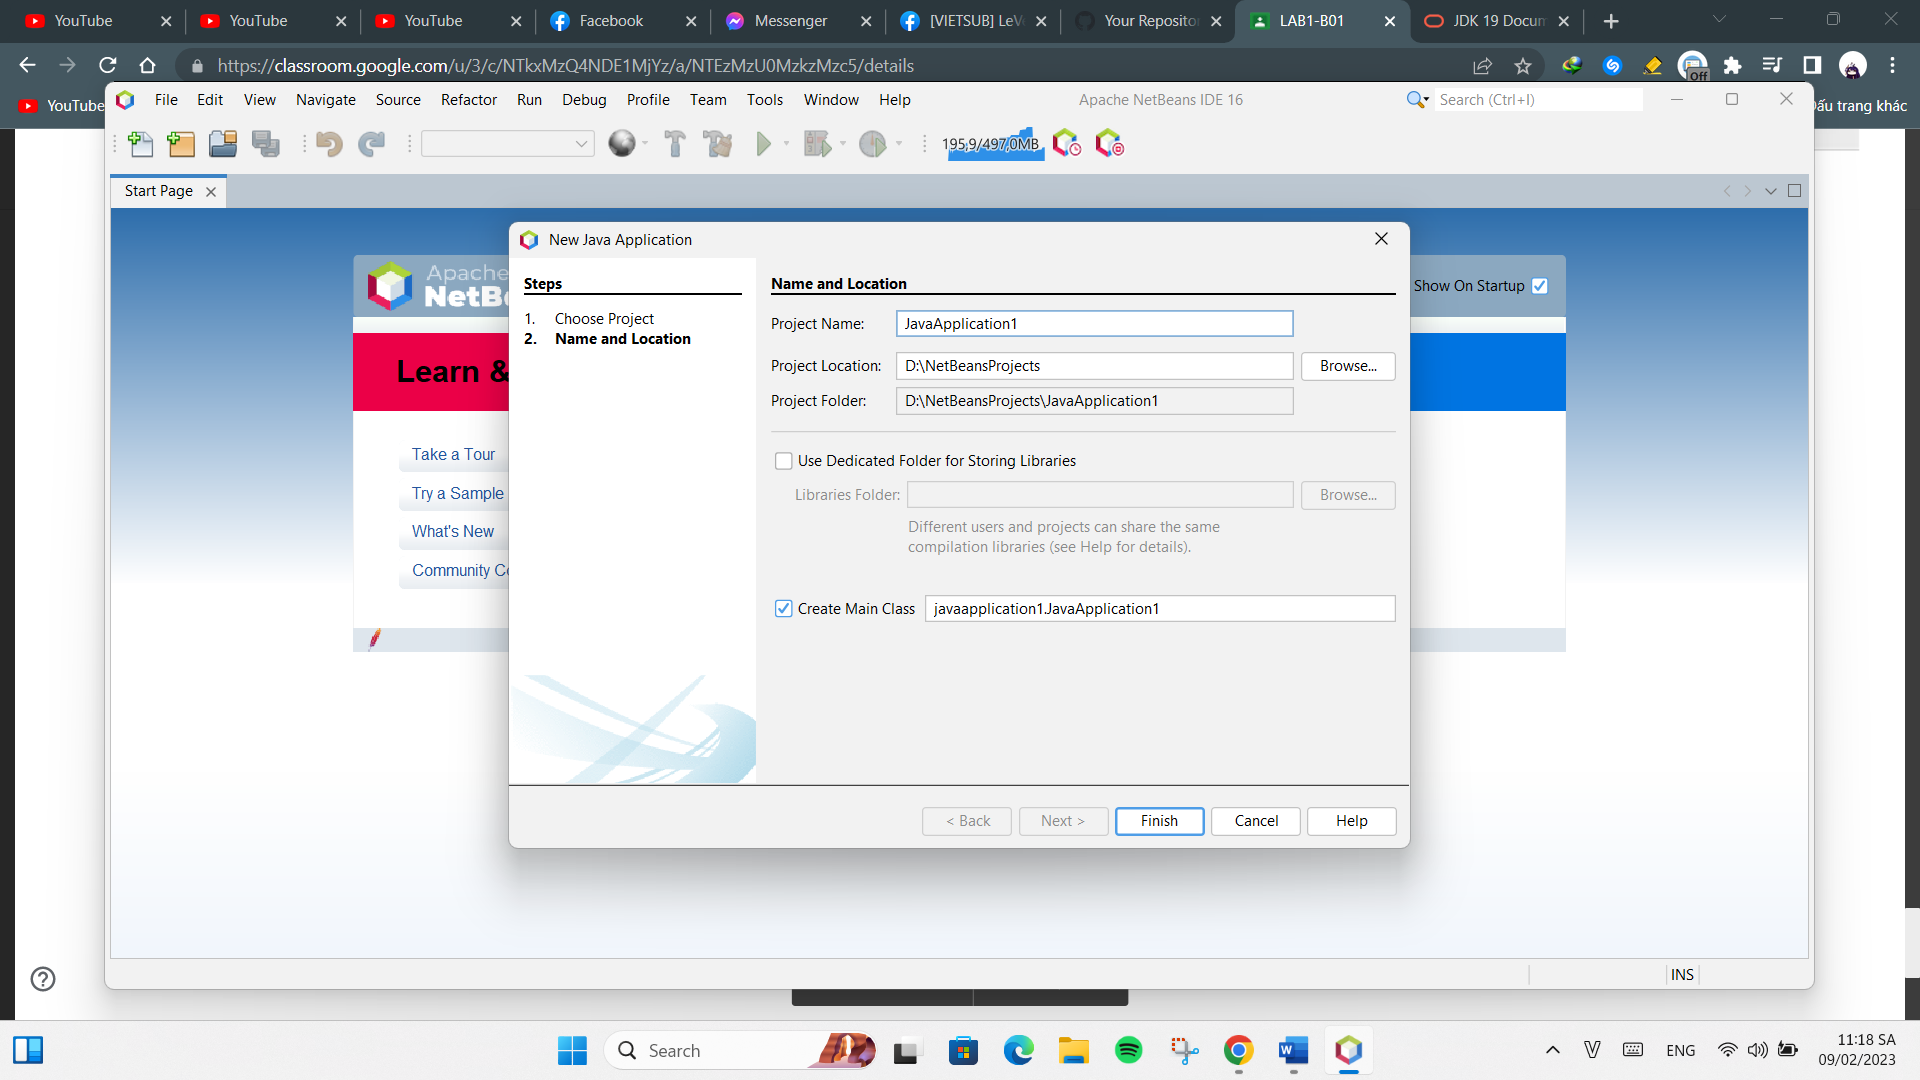 YouTube YouTube YouTube Facebook Messenger [VIETSUB] LeV Your Reposito LAB1-B01 JDK 19 Docum
https://classroom.google.com/u/3/c/NTkxMzQ4NDE1MjYz/a/NTEzMzU0MzkzMzc5/details
Off
YouTube
ấu trang khác
File Edit View Navigate Source Refactor Run Debug Profile Team Tools Window Help
Apache NetBeans IDE 16
Search (Ctrl+I)
195,9/497,0MB
Start Page
Apache
NetBe
Show On Startup
Learn &
Take a Tour
Try a Sample
What's New
Community Ce
New Java Application
Steps
1. Choose Project
2. Name and Location
Name and Location
Project Name: JavaApplication1
Project Location: D:\NetBeansProjects Browse...
Project Folder: D:\NetBeansProjects\JavaApplication1
Use Dedicated Folder for Storing Libraries
Libraries Folder: Browse...
Different users and projects can share the same
compilation libraries (see Help for details).
Create Main Class javaapplication1.JavaApplication1
< Back Next > Finish Cancel Help
INS
Search
ENG
11:18 SA
09/02/2023